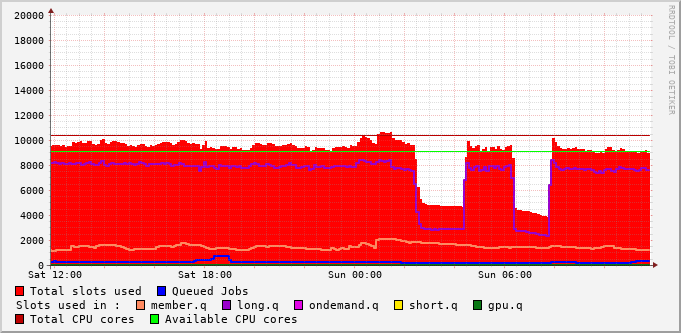 20000
18000
16000
14000
12000
10000
8000
6000
4000
2000
0
Sat 12:00 Sat 18:00 Sun 00:00 Sun 06:00
Total slots used Queued Jobs
Slots used in : member.q long.q ondemand.q short.q gpu.q
Total CPU cores Available CPU cores
RRDTOOL / TOBI OETIKER